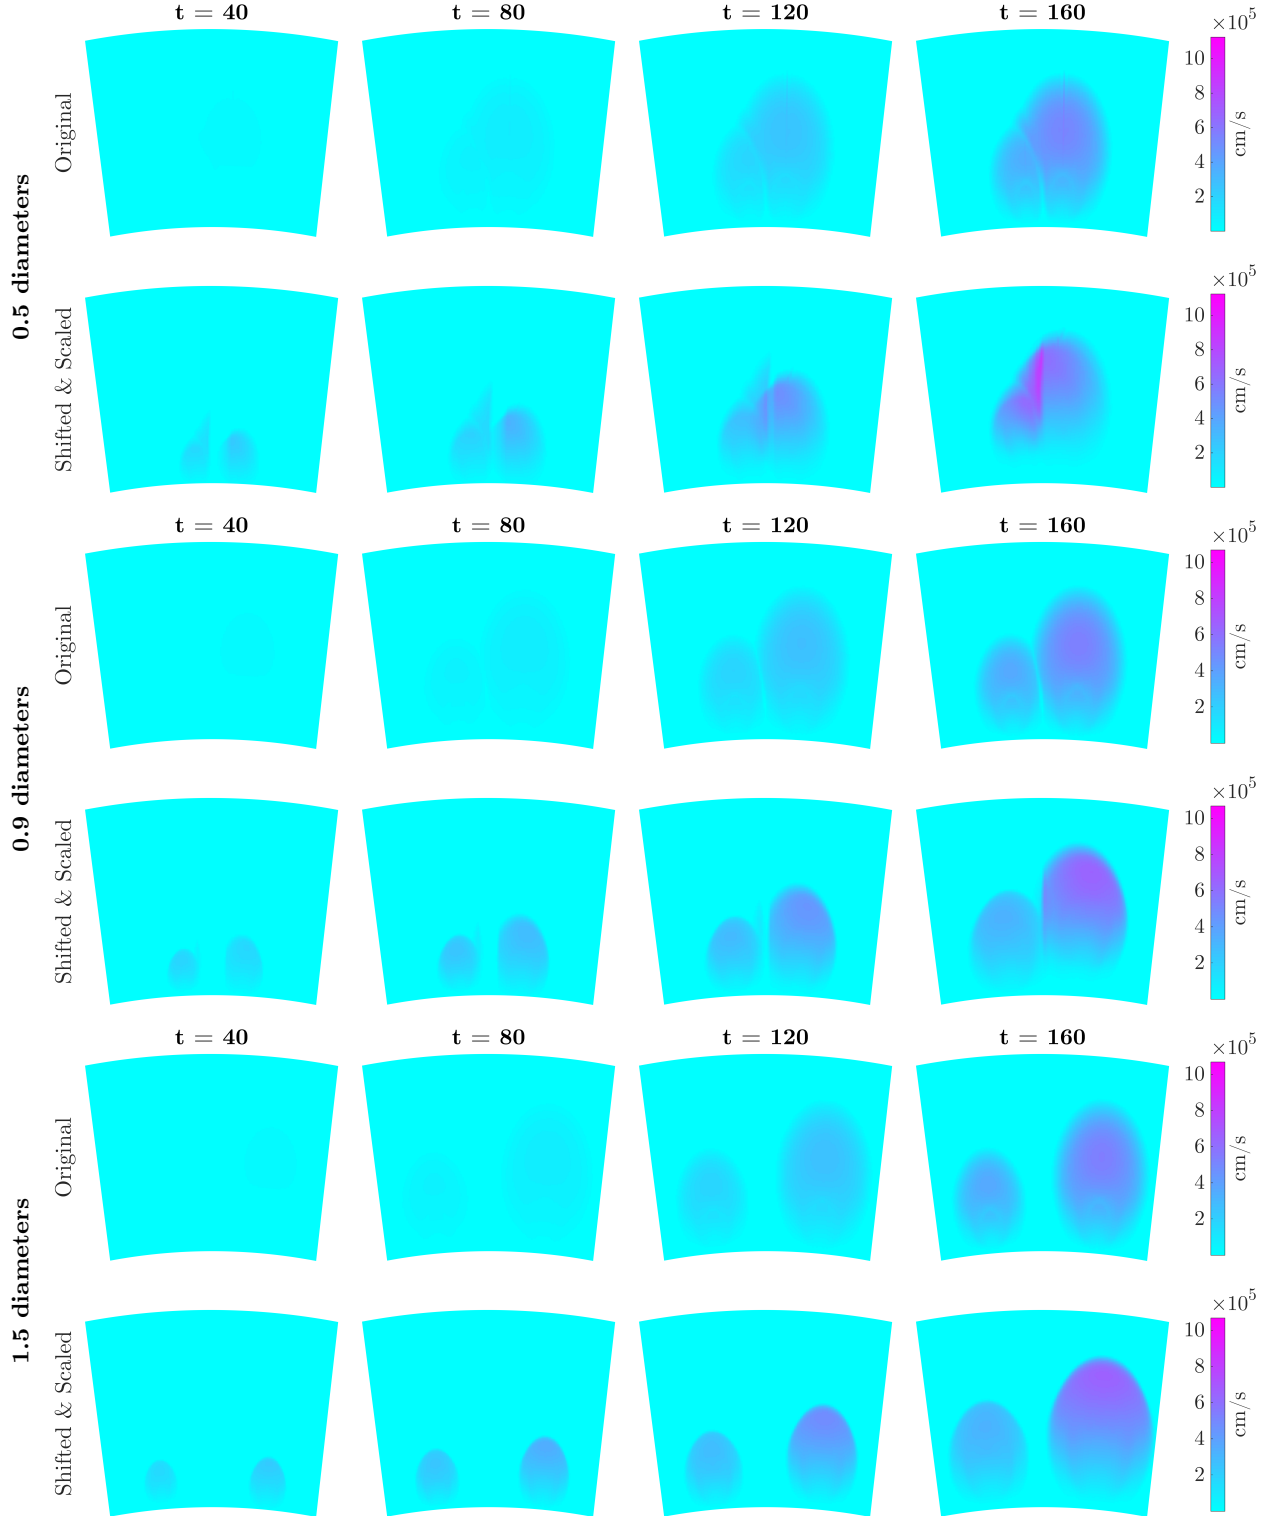 t = 40 t = 80 t = 120 t = 160
×10^5
0.5 diameters
Original
10
8
6
4
2
cm/s
Shifted & Scaled
×10^5
10
8
6
4
2
cm/s
t = 40 t = 80 t = 120 t = 160
×10^5
0.9 diameters
Original
10
8
6
4
2
cm/s
Shifted & Scaled
×10^5
10
8
6
4
2
cm/s
t = 40 t = 80 t = 120 t = 160
×10^5
1.5 diameters
Original
10
8
6
4
2
cm/s
Shifted & Scaled
×10^5
10
8
6
4
2
cm/s